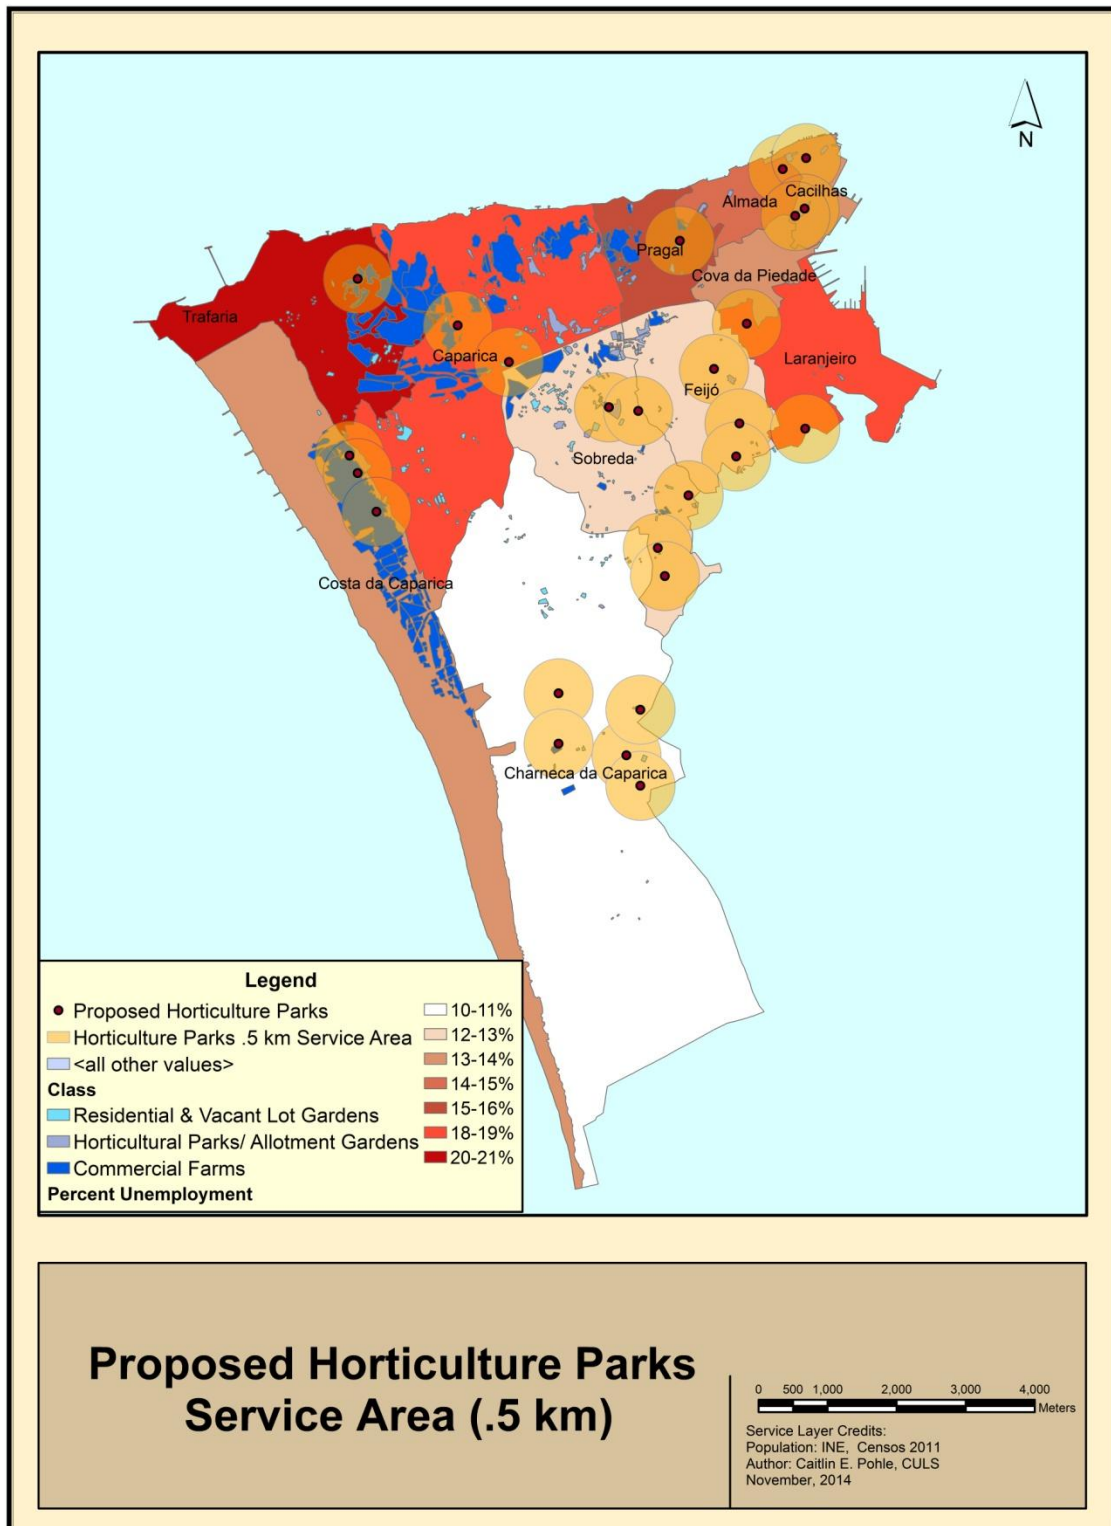 N
Cacilhas
Almada
Pragal
Cova da Piedade
Trafaria
Caparica
Laranjeiro
Feijó
Sobreda
Costa da Caparica
Charneca da Caparica
Legend
Proposed Horticulture Parks
Horticulture Parks .5 km Service Area
<all other values>
Class
Residential & Vacant Lot Gardens
Horticultural Parks/ Allotment Gardens
Commercial Farms
Percent Unemployment
10-11%
12-13%
13-14%
14-15%
15-16%
18-19%
20-21%
Proposed Horticulture Parks
Service Area (.5 km)
0 500 1,000 2,000 3,000 4,000
Meters
Service Layer Credits:
Population: INE, Censos 2011
Author: Caitlin E. Pohle, CULS
November, 2014